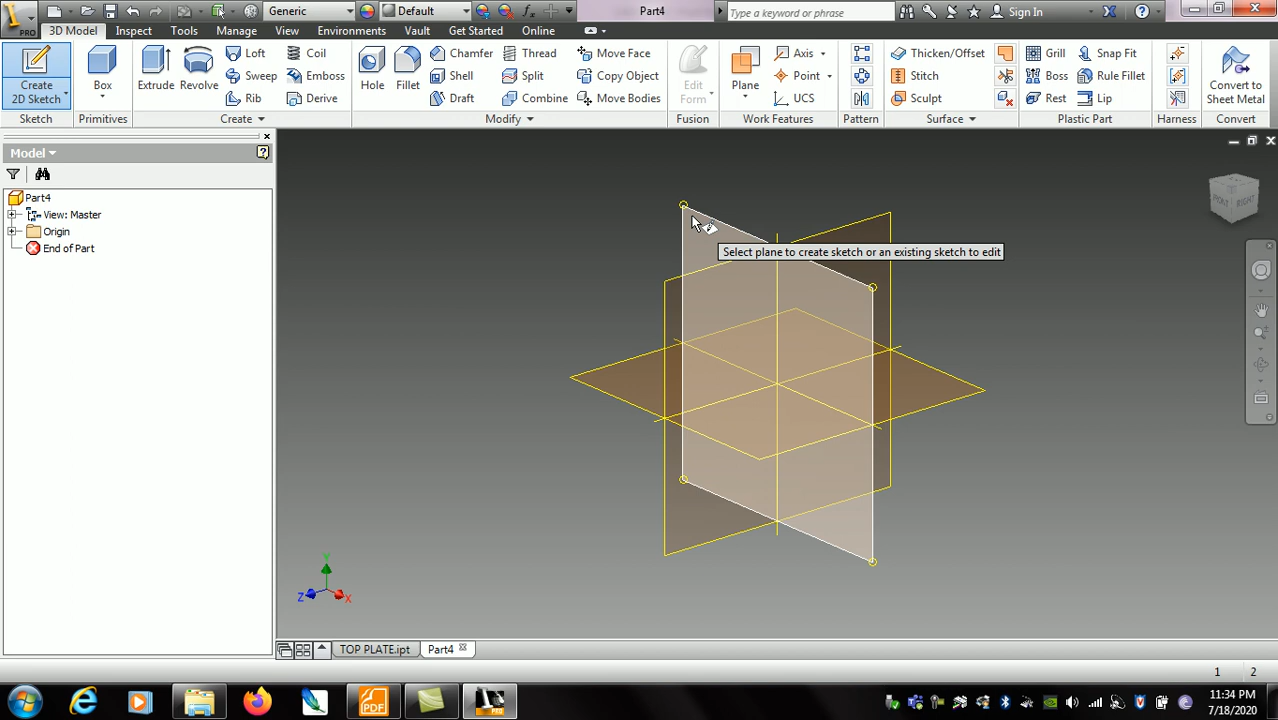 PRO
Generic
Default
Part4
Type a keyword or phrase
Sign In
3D Model Inspect Tools Manage View Environments Vault Get Started Online
Create 2D Sketch
Box
Extrude
Revolve
Loft
Sweep
Rib
Coil
Emboss
Derive
Hole
Fillet
Chamfer
Shell
Draft
Thread
Split
Combine
Move Face
Copy Object
Move Bodies
Edit Form
Plane
Axis
Point
UCS
Thicken/Offset
Stitch
Sculpt
Grill
Boss
Rest
Snap Fit
Rule Fillet
Lip
Convert to Sheet Metal
Sketch Primitives Create Modify Fusion Work Features Pattern Surface Plastic Part Harness Convert
Model
Part4
View: Master
Origin
End of Part
Select plane to create sketch or an existing sketch to edit
RIGHT
Y
Z
X
TOP PLATE.ipt
Part4
1 2
PDF
PRO
11:34 PM
7/18/2020